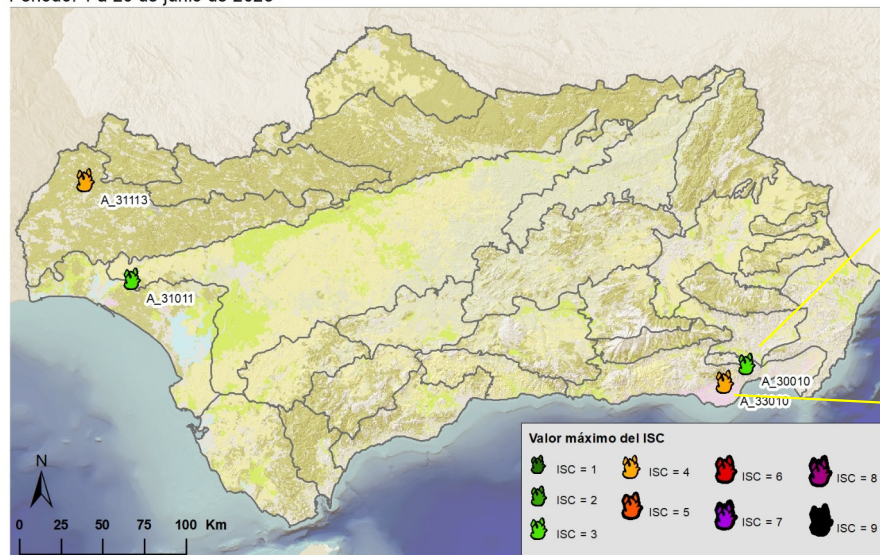 A_31113
A_31011
A_30010
A_33010
N
0 25 50 75 100 Km
Valor máximo del ISC
ISC = 1
ISC = 2
ISC = 3
ISC = 4
ISC = 5
ISC = 6
ISC = 7
ISC = 8
ISC = 9